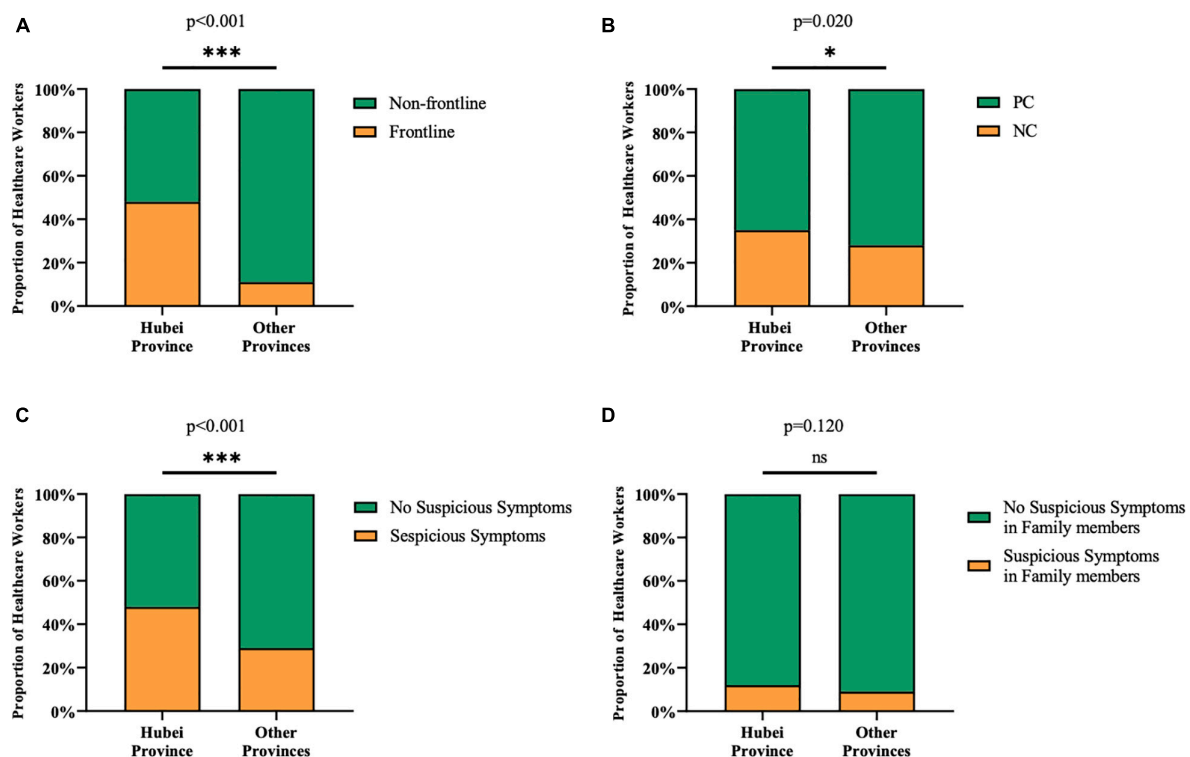 A
p<0.001
***
Proportion of Healthcare Workers
100%
80%
60%
40%
20%
0%
Hubei
Province
Other
Provinces
Non-frontline
Frontline
B
p=0.020
*
Proportion of Healthcare Workers
100%
80%
60%
40%
20%
0%
Hubei
Province
Other
Provinces
PC
NC
C
p<0.001
***
Proportion of Healthcare Workers
100%
80%
60%
40%
20%
0%
Hubei
Province
Other
Provinces
No Suspicious Symptoms
Sespicious Symptoms
D
p=0.120
ns
Proportion of Healthcare Workers
100%
80%
60%
40%
20%
0%
Hubei
Province
Other
Provinces
No Suspicious Symptoms
in Family members
Suspicious Symptoms
in Family members